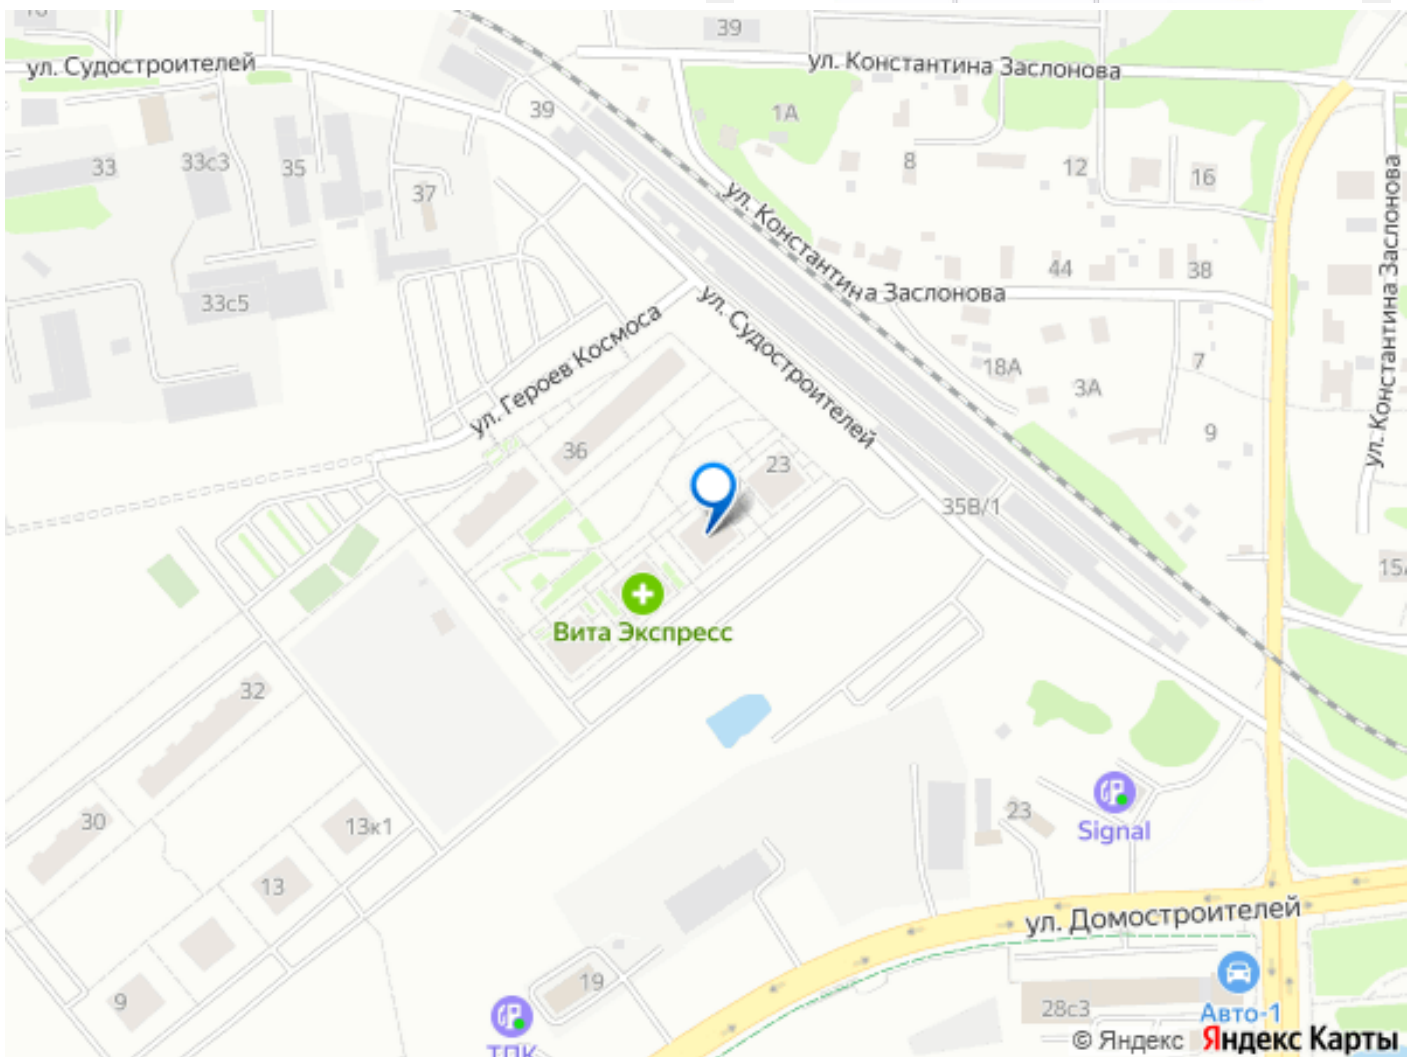 39
ул. Судостроителей
ул. Константина Заслонова
39
1А
33
33с3
35
37
8
12
16
ул. Константина Заслонова
ул. Константина Заслонова
44
38
33с5
ул. Героев Космоса
ул. Судостроителей
18А
3А
7
9
36
23
35В/1
15А
Вита Экспресс
32
30
13к1
13
9
Signal
23
ул. Домостроителей
19
ТПК
28с3
Авто-1
© Яндекс Яндекс Карты